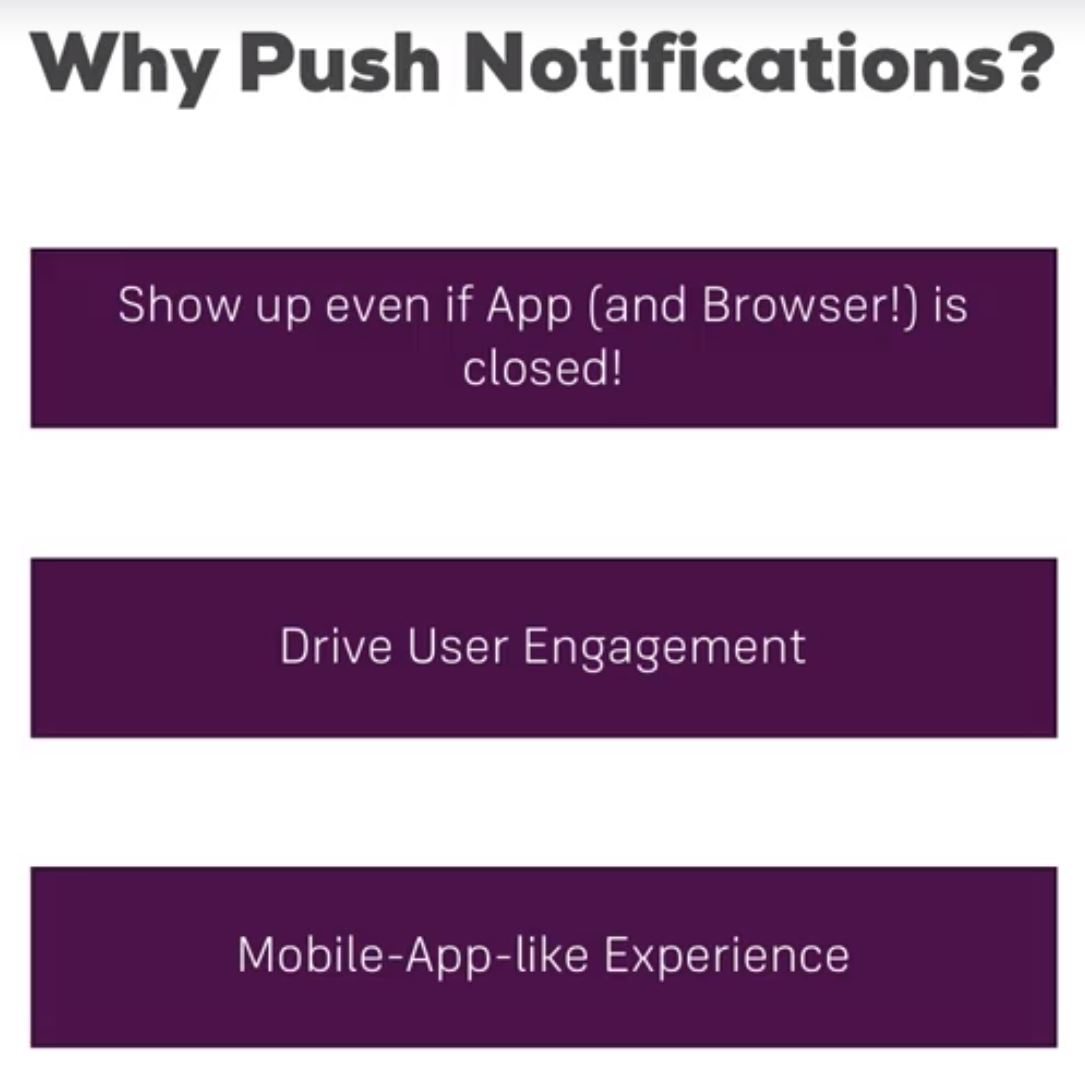 Why Push Notifications?
Show up even if App (and Browser!) is
closed!
Drive User Engagement
Mobile-App-like Experience